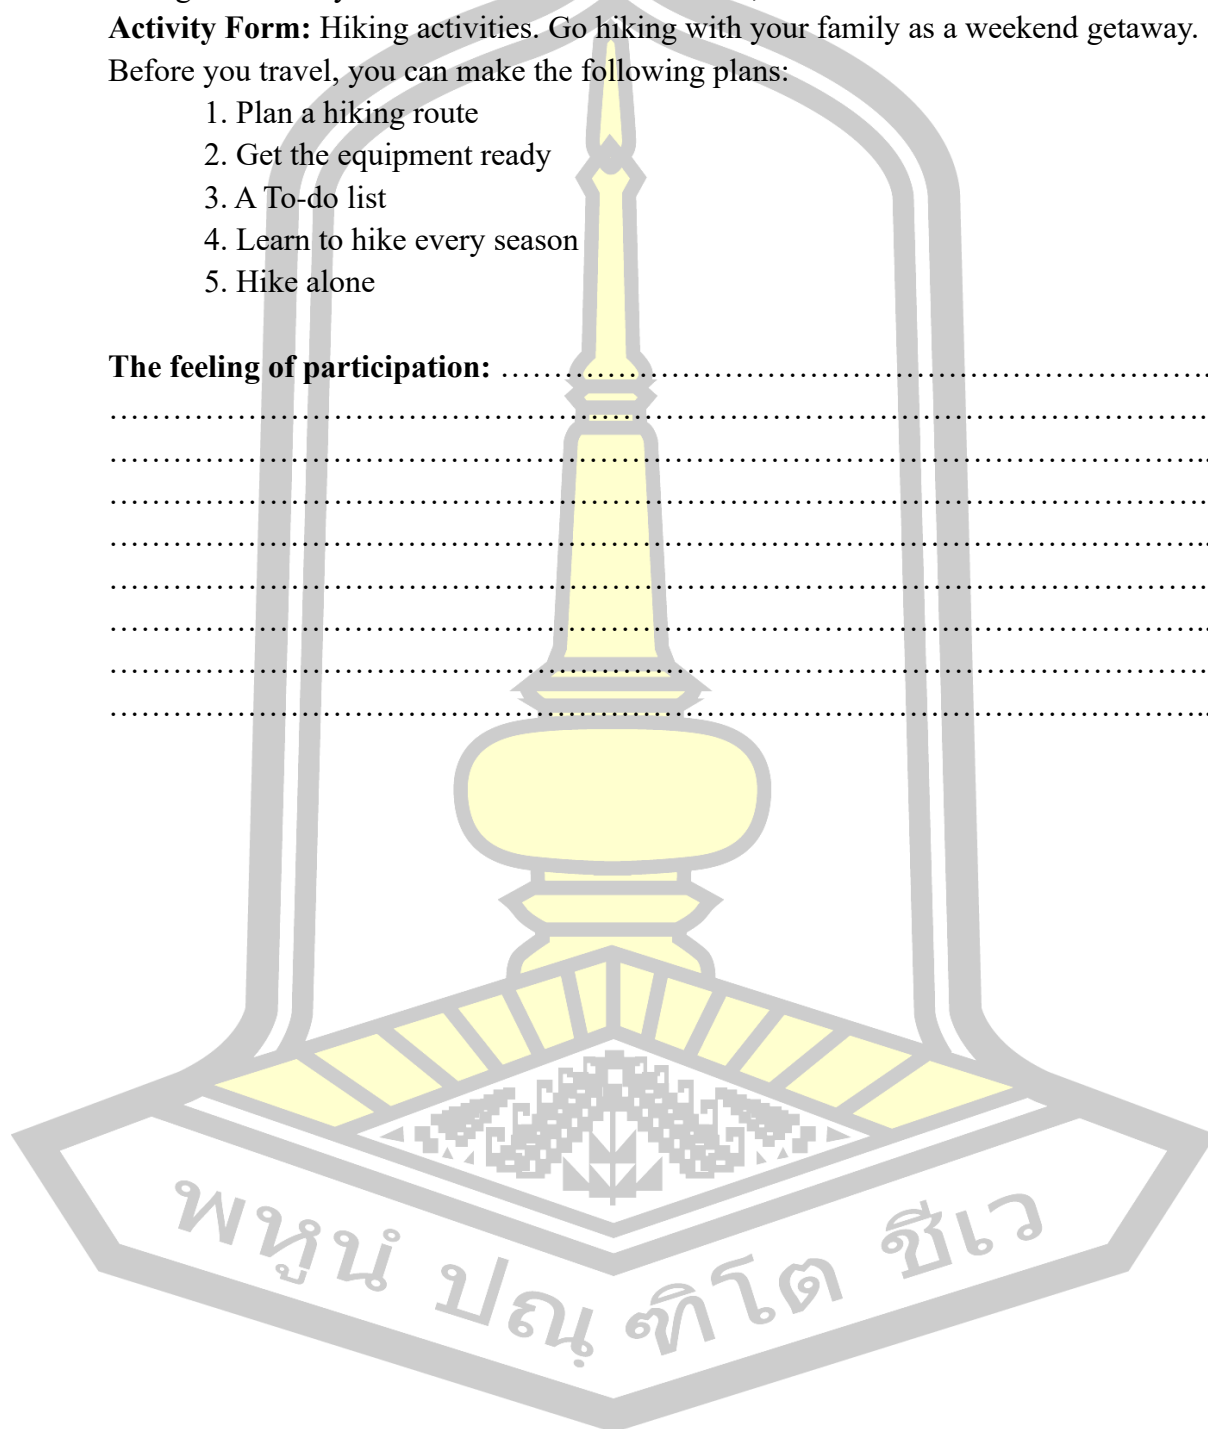 Activity Form: Hiking activities. Go hiking with your family as a weekend getaway.
Before you travel, you can make the following plans:
1. Plan a hiking route
2. Get the equipment ready
3. A To-do list
4. Learn to hike every season
5. Hike alone
The feeling of participation: ……………………………………………………………..
………………………………………………………………………………………………..
………………………………………………………………………………………………..
………………………………………………………………………………………………..
………………………………………………………………………………………………..
………………………………………………………………………………………………..
………………………………………………………………………………………………..
………………………………………………………………………………………………..
………………………………………………………………………………………………..
พหูนํ ปณฺฑิโต ชีเว